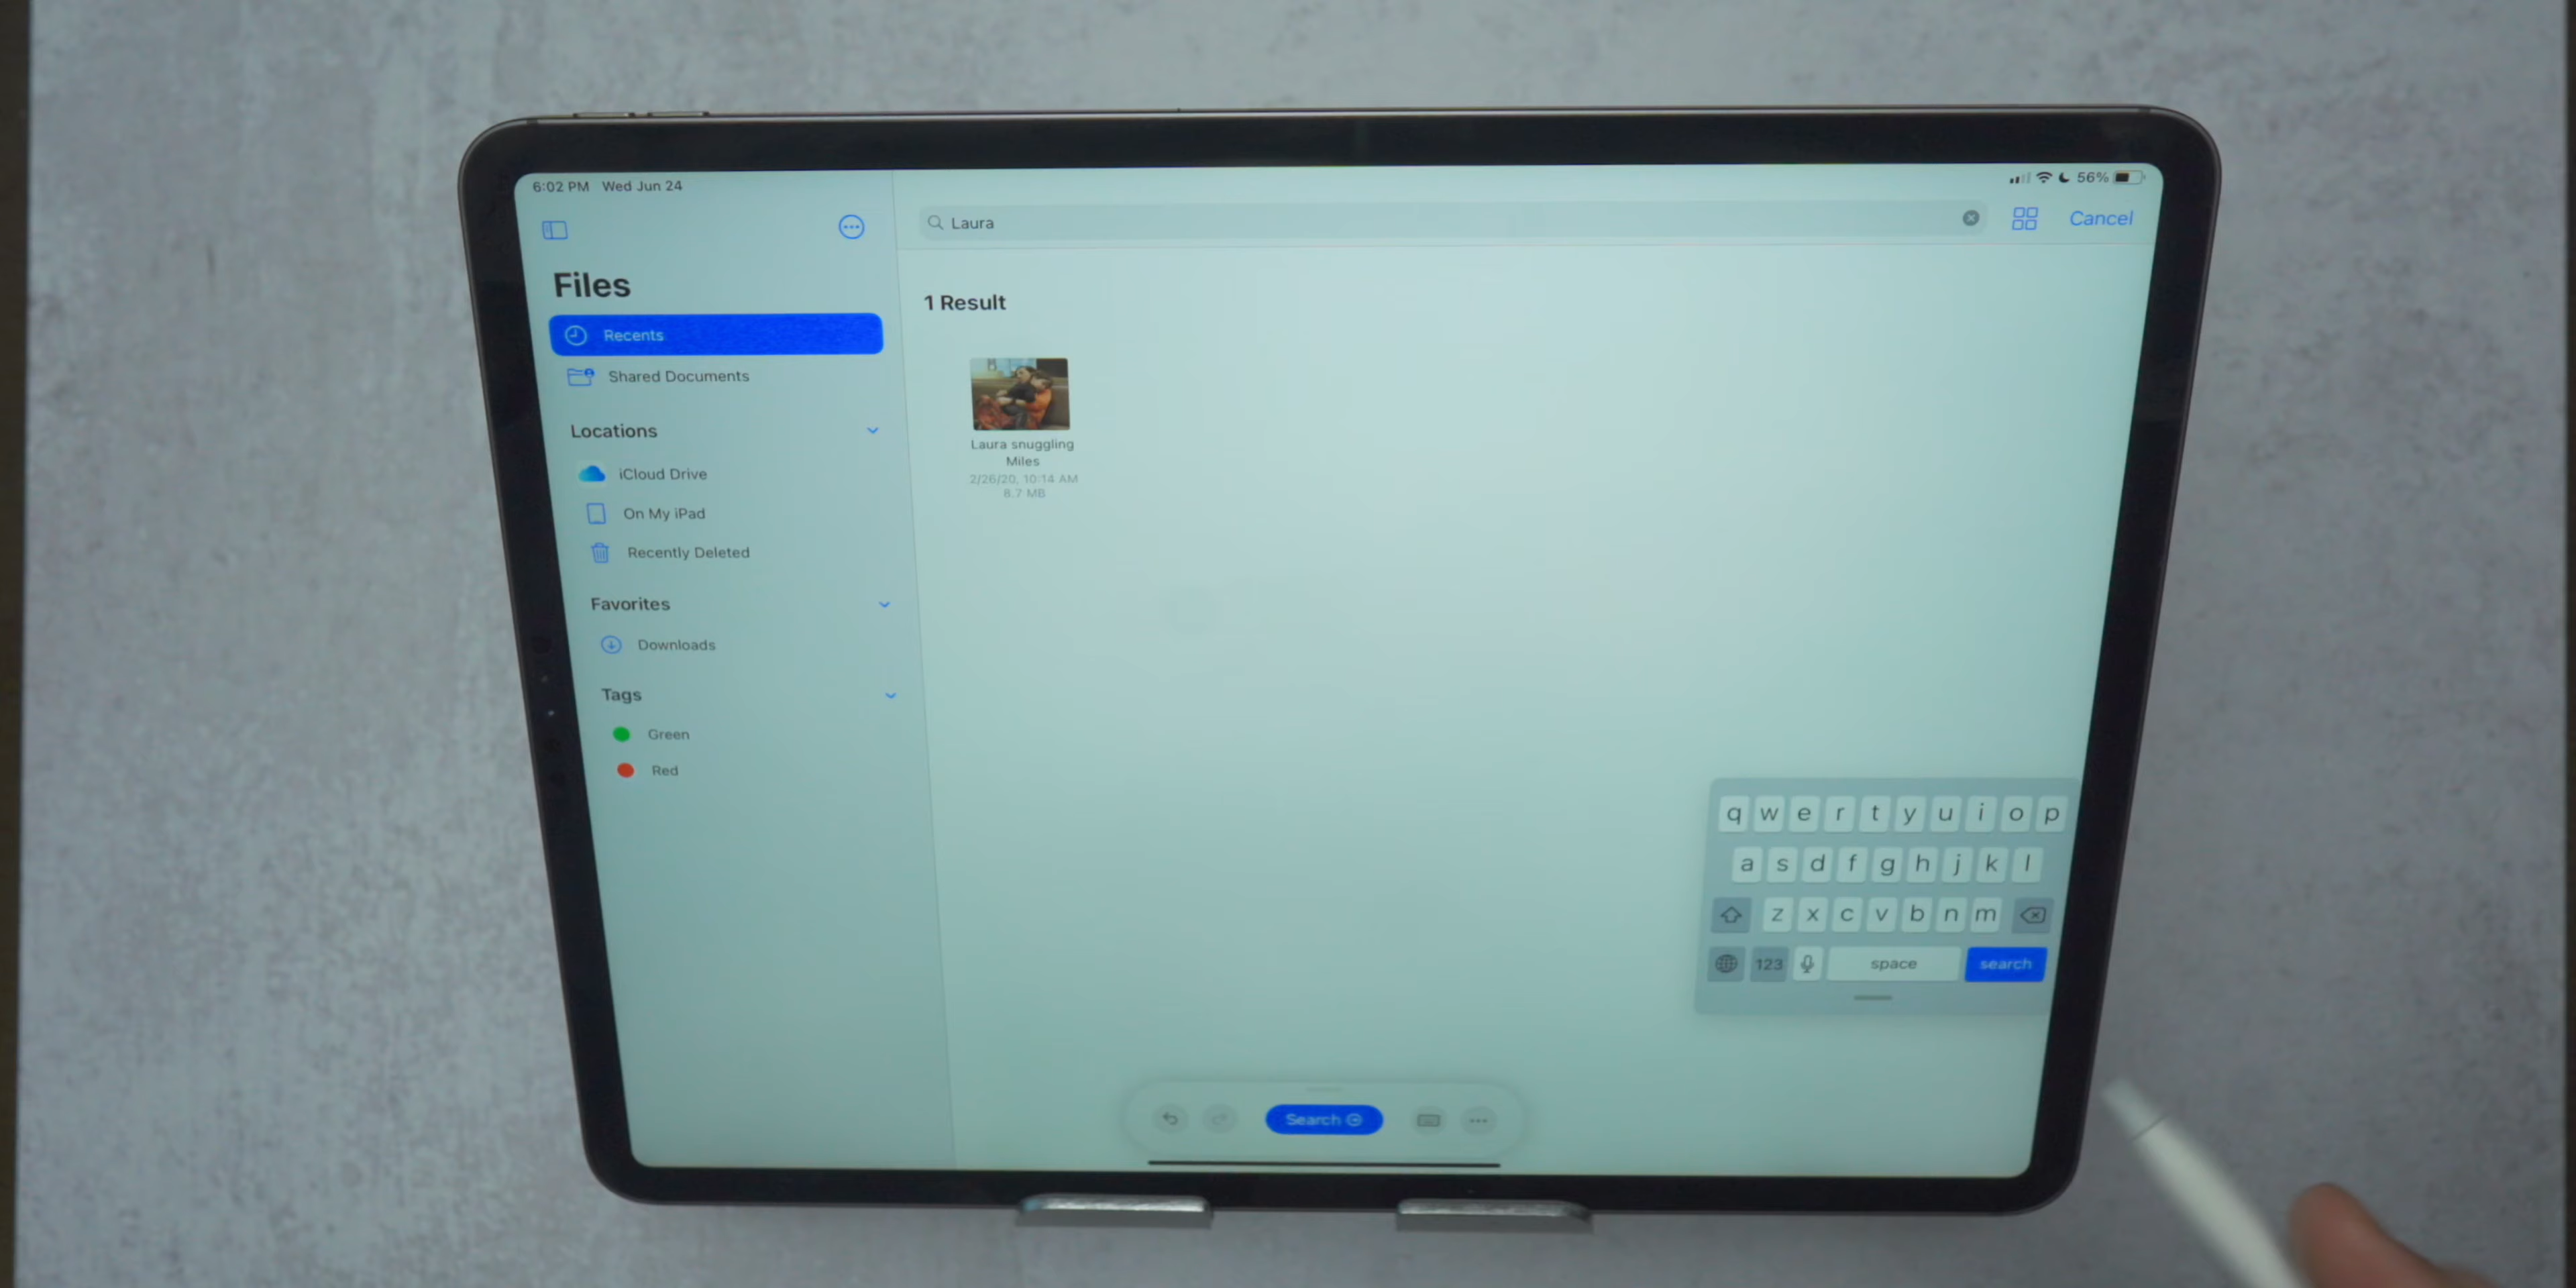 6:02 PM Wed Jun 24
56%
Files
Recents
Shared Documents
Locations
iCloud Drive
On My iPad
Recently Deleted
Favorites
Downloads
Tags
Green
Red
Laura
Cancel
1 Result
Laura snuggling
Miles
2/26/20, 10:14 AM
8.7 MB
q w e r t y u i o p
a s d f g h j k l
z x c v b n m
123 space search
Search